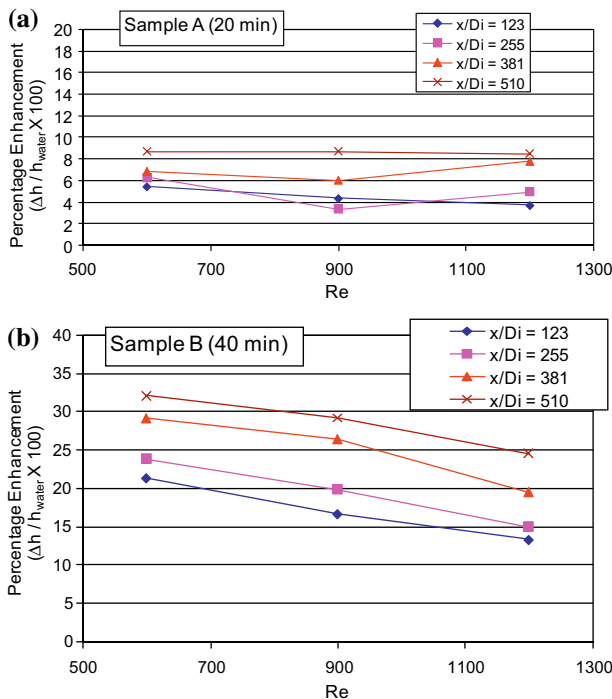 (a)
Sample A (20 min)
x/Di = 123
x/Di = 255
x/Di = 381
x/Di = 510
Percentage Enhancement
(Δh / hwater X 100)
20
18
16
14
12
10
8
6
4
2
0
500 700 900 1100 1300
Re
(b)
Sample B (40 min)
x/Di = 123
x/Di = 255
x/Di = 381
x/Di = 510
Percentage Enhancement
(Δh / hwater X 100)
40
35
30
25
20
15
10
5
0
500 700 900 1100 1300
Re